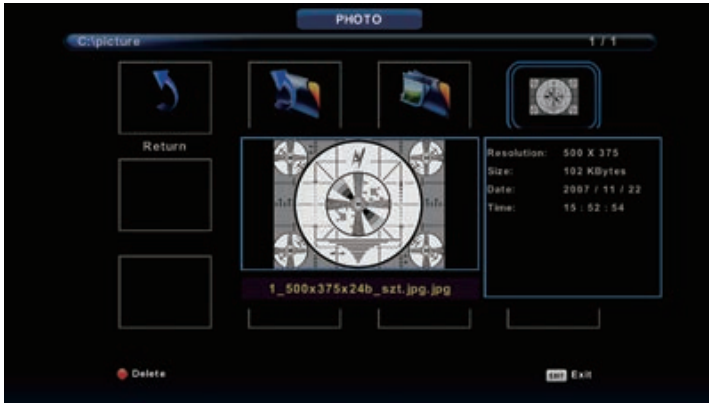 PHOTO
C:\picture
1 / 1
Return
Resolution: 500 X 375
Size: 102 KBytes
Date: 2007 / 11 / 22
Time: 15 : 52 : 54
1_500x375x24b_szt.jpg.jpg
Delete
EXIT Exit